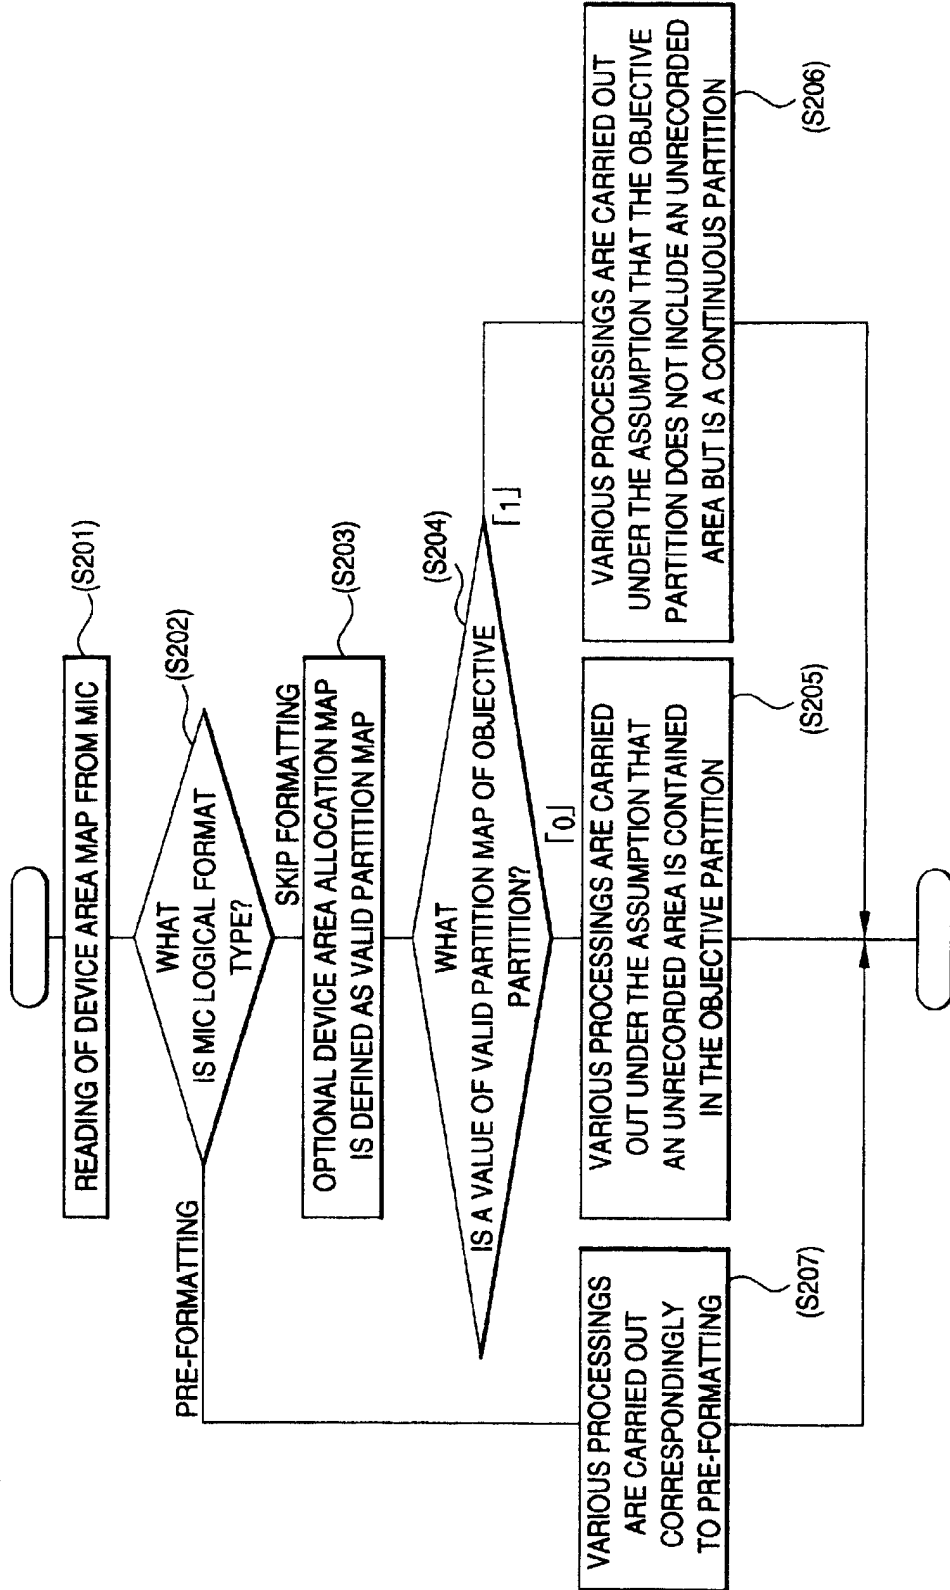 READING OF DEVICE AREA MAP FROM MIC
(S201)
WHAT
IS MIC LOGICAL FORMAT
TYPE?
(S202)
PRE-FORMATTING
SKIP FORMATTING
OPTIONAL DEVICE AREA ALLOCATION MAP
IS DEFINED AS VALID PARTITION MAP
(S203)
WHAT
IS A VALUE OF VALID PARTITION MAP OF OBJECTIVE
PARTITION?
(S204)
「0」
「1」
VARIOUS PROCESSINGS
ARE CARRIED OUT
CORRESPONDINGLY
TO PRE-FORMATTING
(S207)
VARIOUS PROCESSES ARE CARRIED
OUT UNDER THE ASSUMPTION THAT
AN UNRECORDED AREA IS CONTAINED
IN THE OBJECTIVE PARTITION
(S205)
VARIOUS PROCESSINGS ARE CARRIED OUT
UNDER THE ASSUMPTION THAT THE OBJECTIVE
PARTITION DOES NOT INCLUDE AN UNRECORDED
AREA BUT IS A CONTINUOUS PARTITION
(S206)